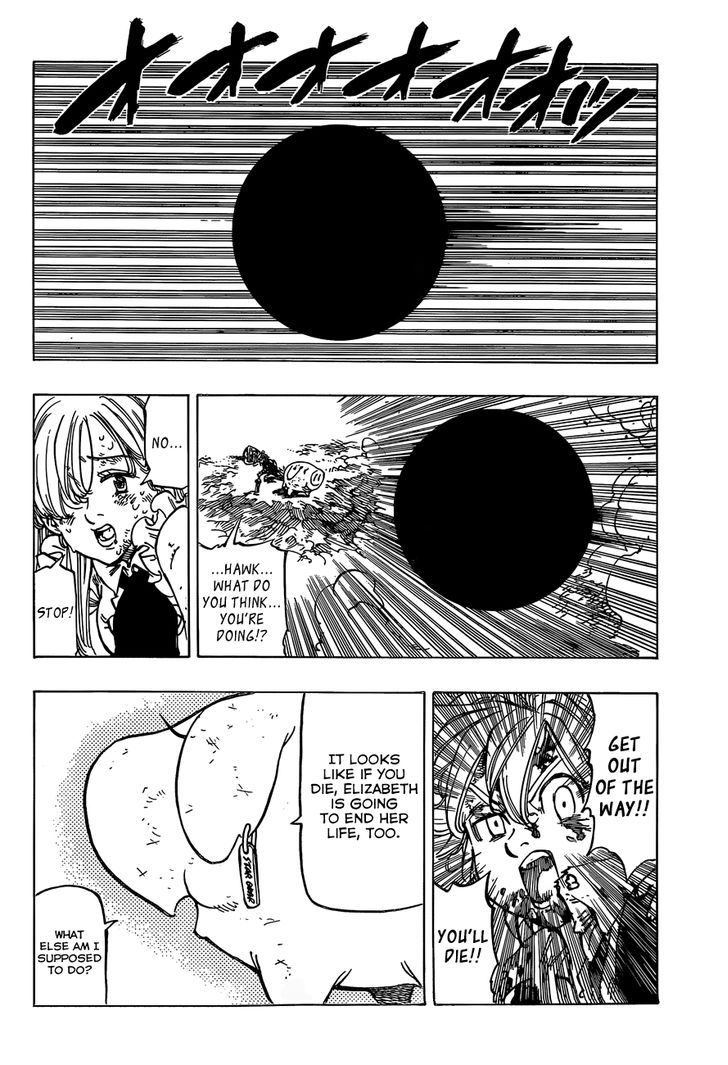 オオオオオオッ
...HAWK...
WHAT DO
YOU THINK...
YOU'RE
DOING!?
NO...
STOP!
GET
OUT
OF THE
WAY!!
YOU'LL
DIE!!
IT LOOKS
LIKE IF YOU
DIE, ELIZABETH
IS GOING
TO END HER
LIFE, TOO.
WHAT
ELSE AM I
SUPPOSED
TO DO?